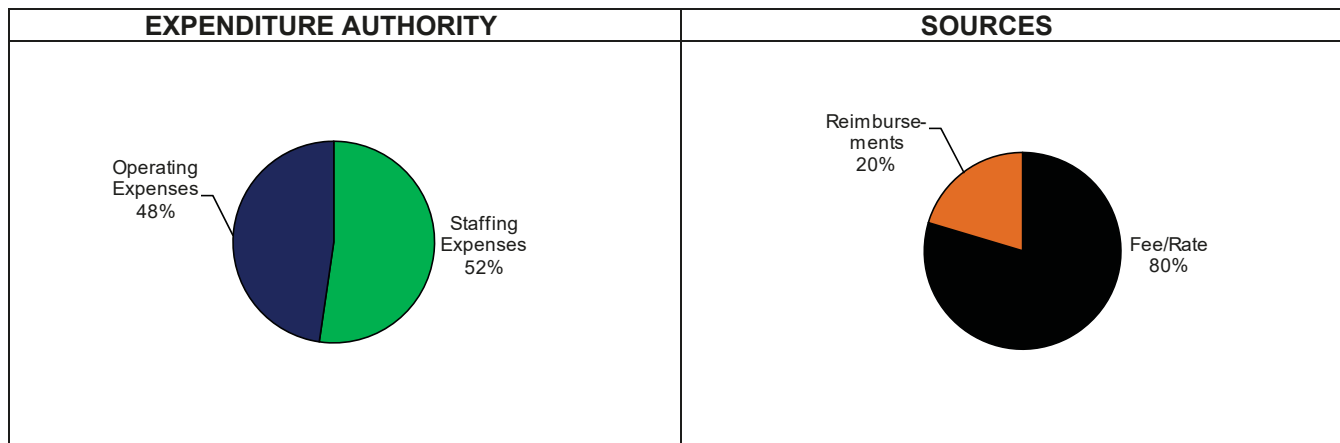 EXPENDITURE AUTHORITY
SOURCES
Operating
Expenses
48%
Staffing
Expenses
52%
Reimburse-
ments
20%
Fee/Rate
80%